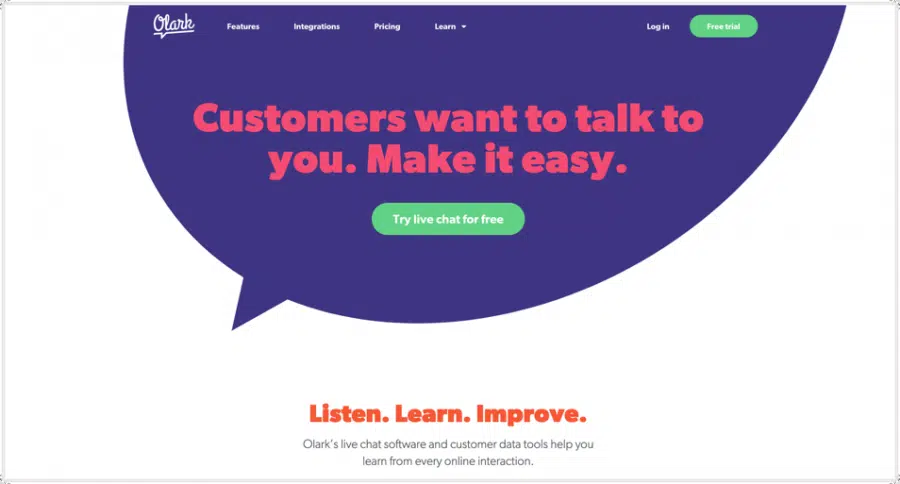 Olark Features Integrations Pricing Learn Log in Free trial
Customers want to talk to
you. Make it easy.
Try live chat for free
Listen. Learn. Improve.
Olark's live chat software and customer data tools help you
learn from every online interaction.